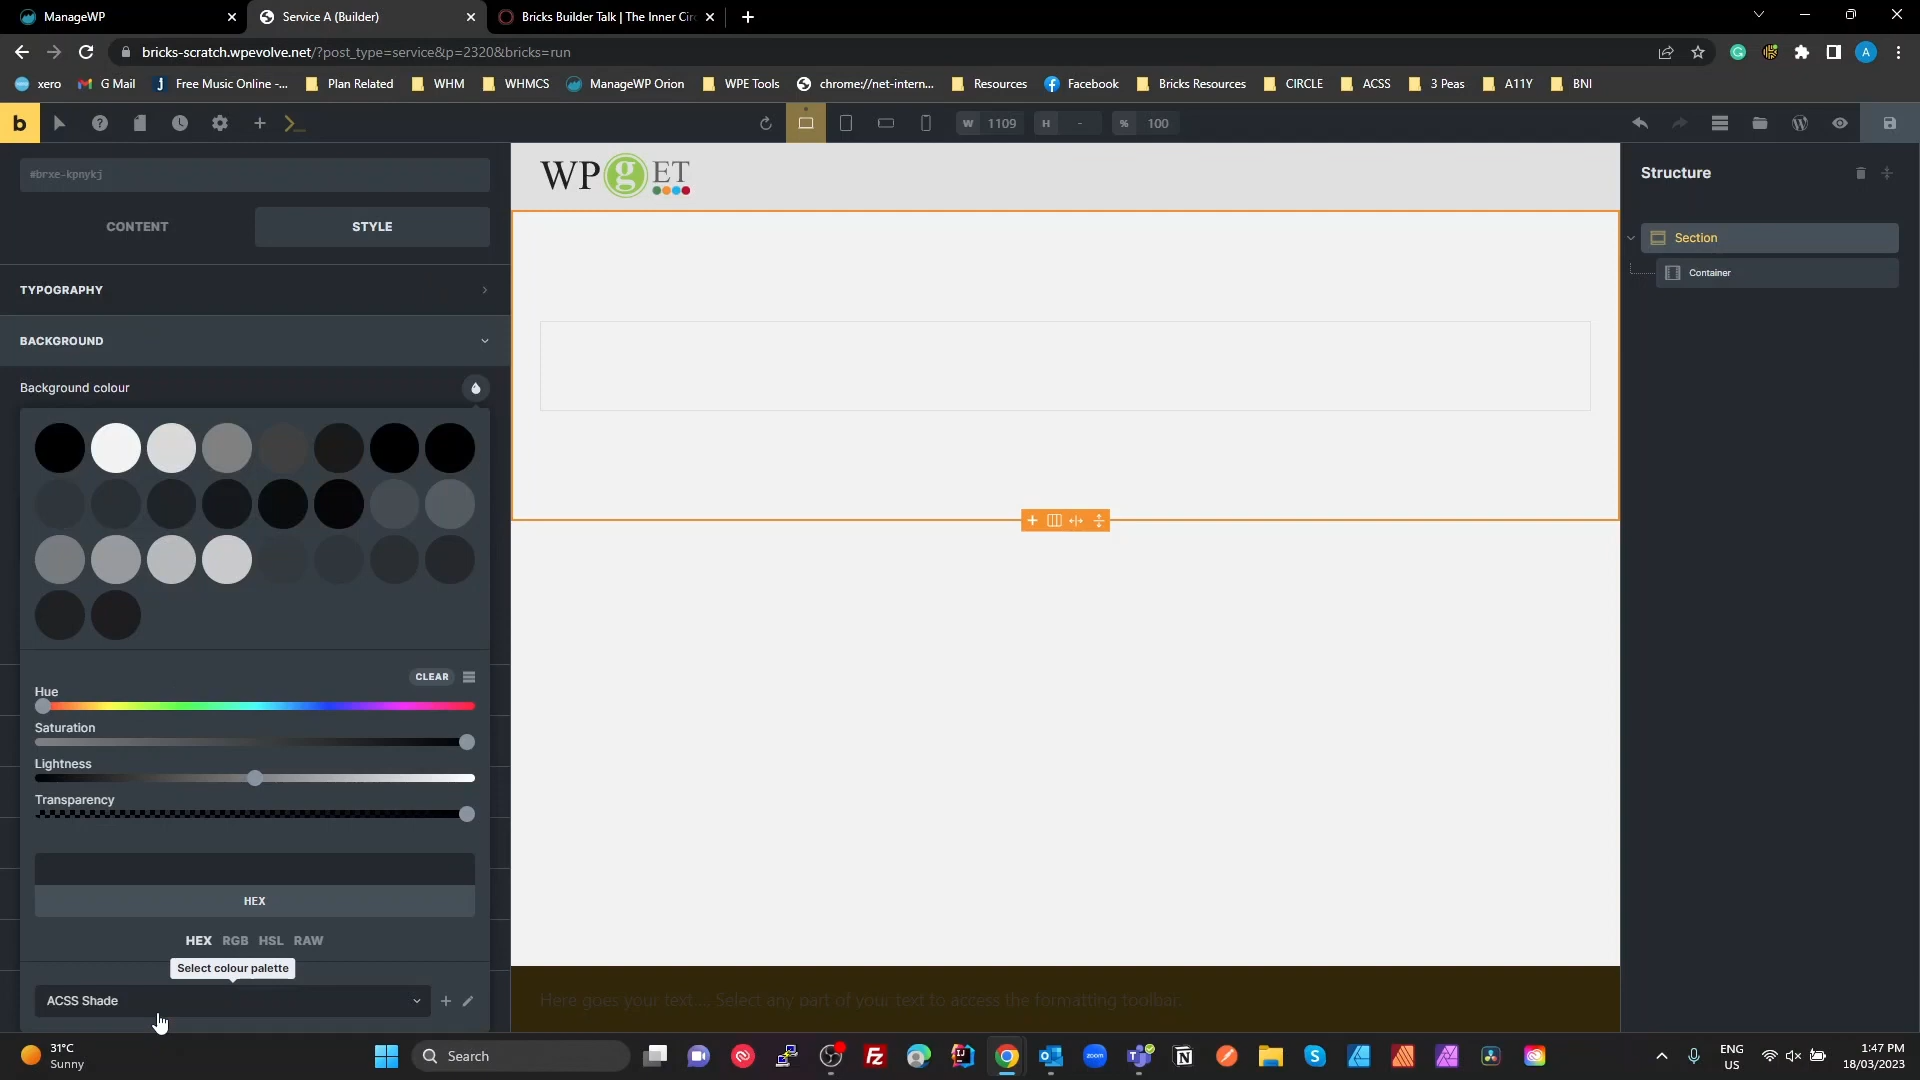 ManageWP
Service A (Builder)
Bricks Builder Talk | The Inner Circ
bricks-scratch.wpevolve.net/?post_type=service&p=2320&bricks=run
xero
G Mail
Free Music Online -...
Plan Related
WHM
WHMCS
ManageWP Orion
WPE Tools
chrome://net-intern...
Resources
Facebook
Bricks Resources
CIRCLE
ACSS
3 Peas
A11Y
BNI
b
W 1109
H -
% 100
#brxe-kpnykj
CONTENT
STYLE
TYPOGRAPHY
BACKGROUND
Background colour
CLEAR
Hue
Saturation
Lightness
Transparency
HEX
HEX RGB HSL RAW
Select colour palette
ACSS Shade
WPgET
Here goes your text ... Select any part of your text to access the formatting toolbar.
Structure
Section
Container
31°C
Sunny
Search
zoom
ENG
US
1:47 PM
18/03/2023